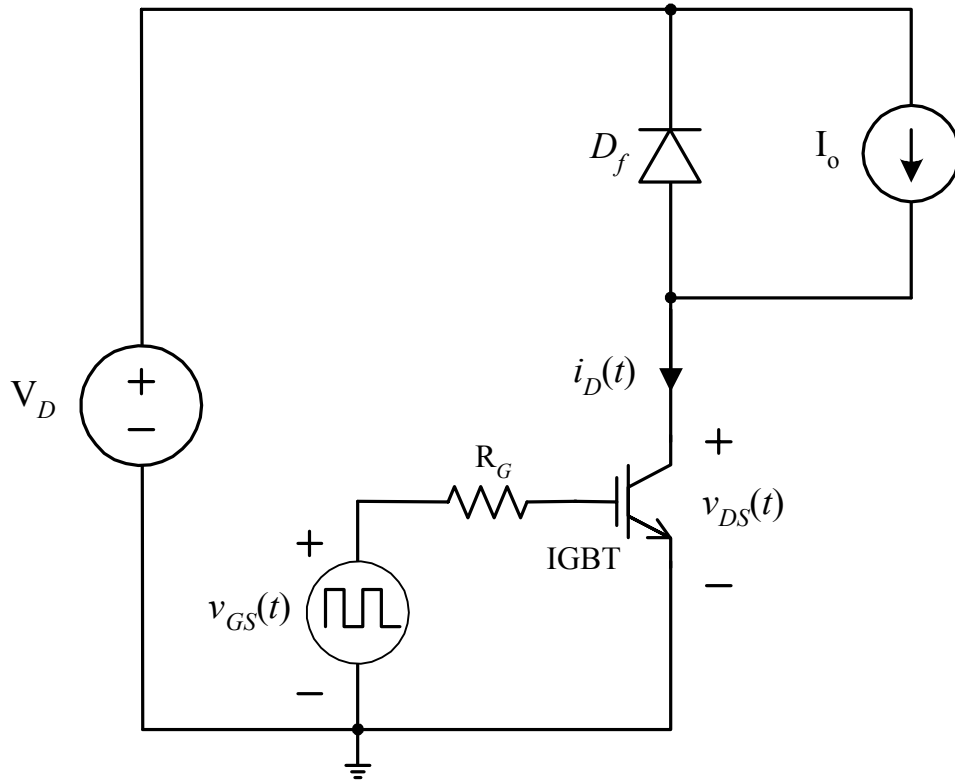 D_f
I_o
i_D(t)
+
V_D
−
R_G
+
v_DS(t)
+
IGBT
−
v_GS(t)
−